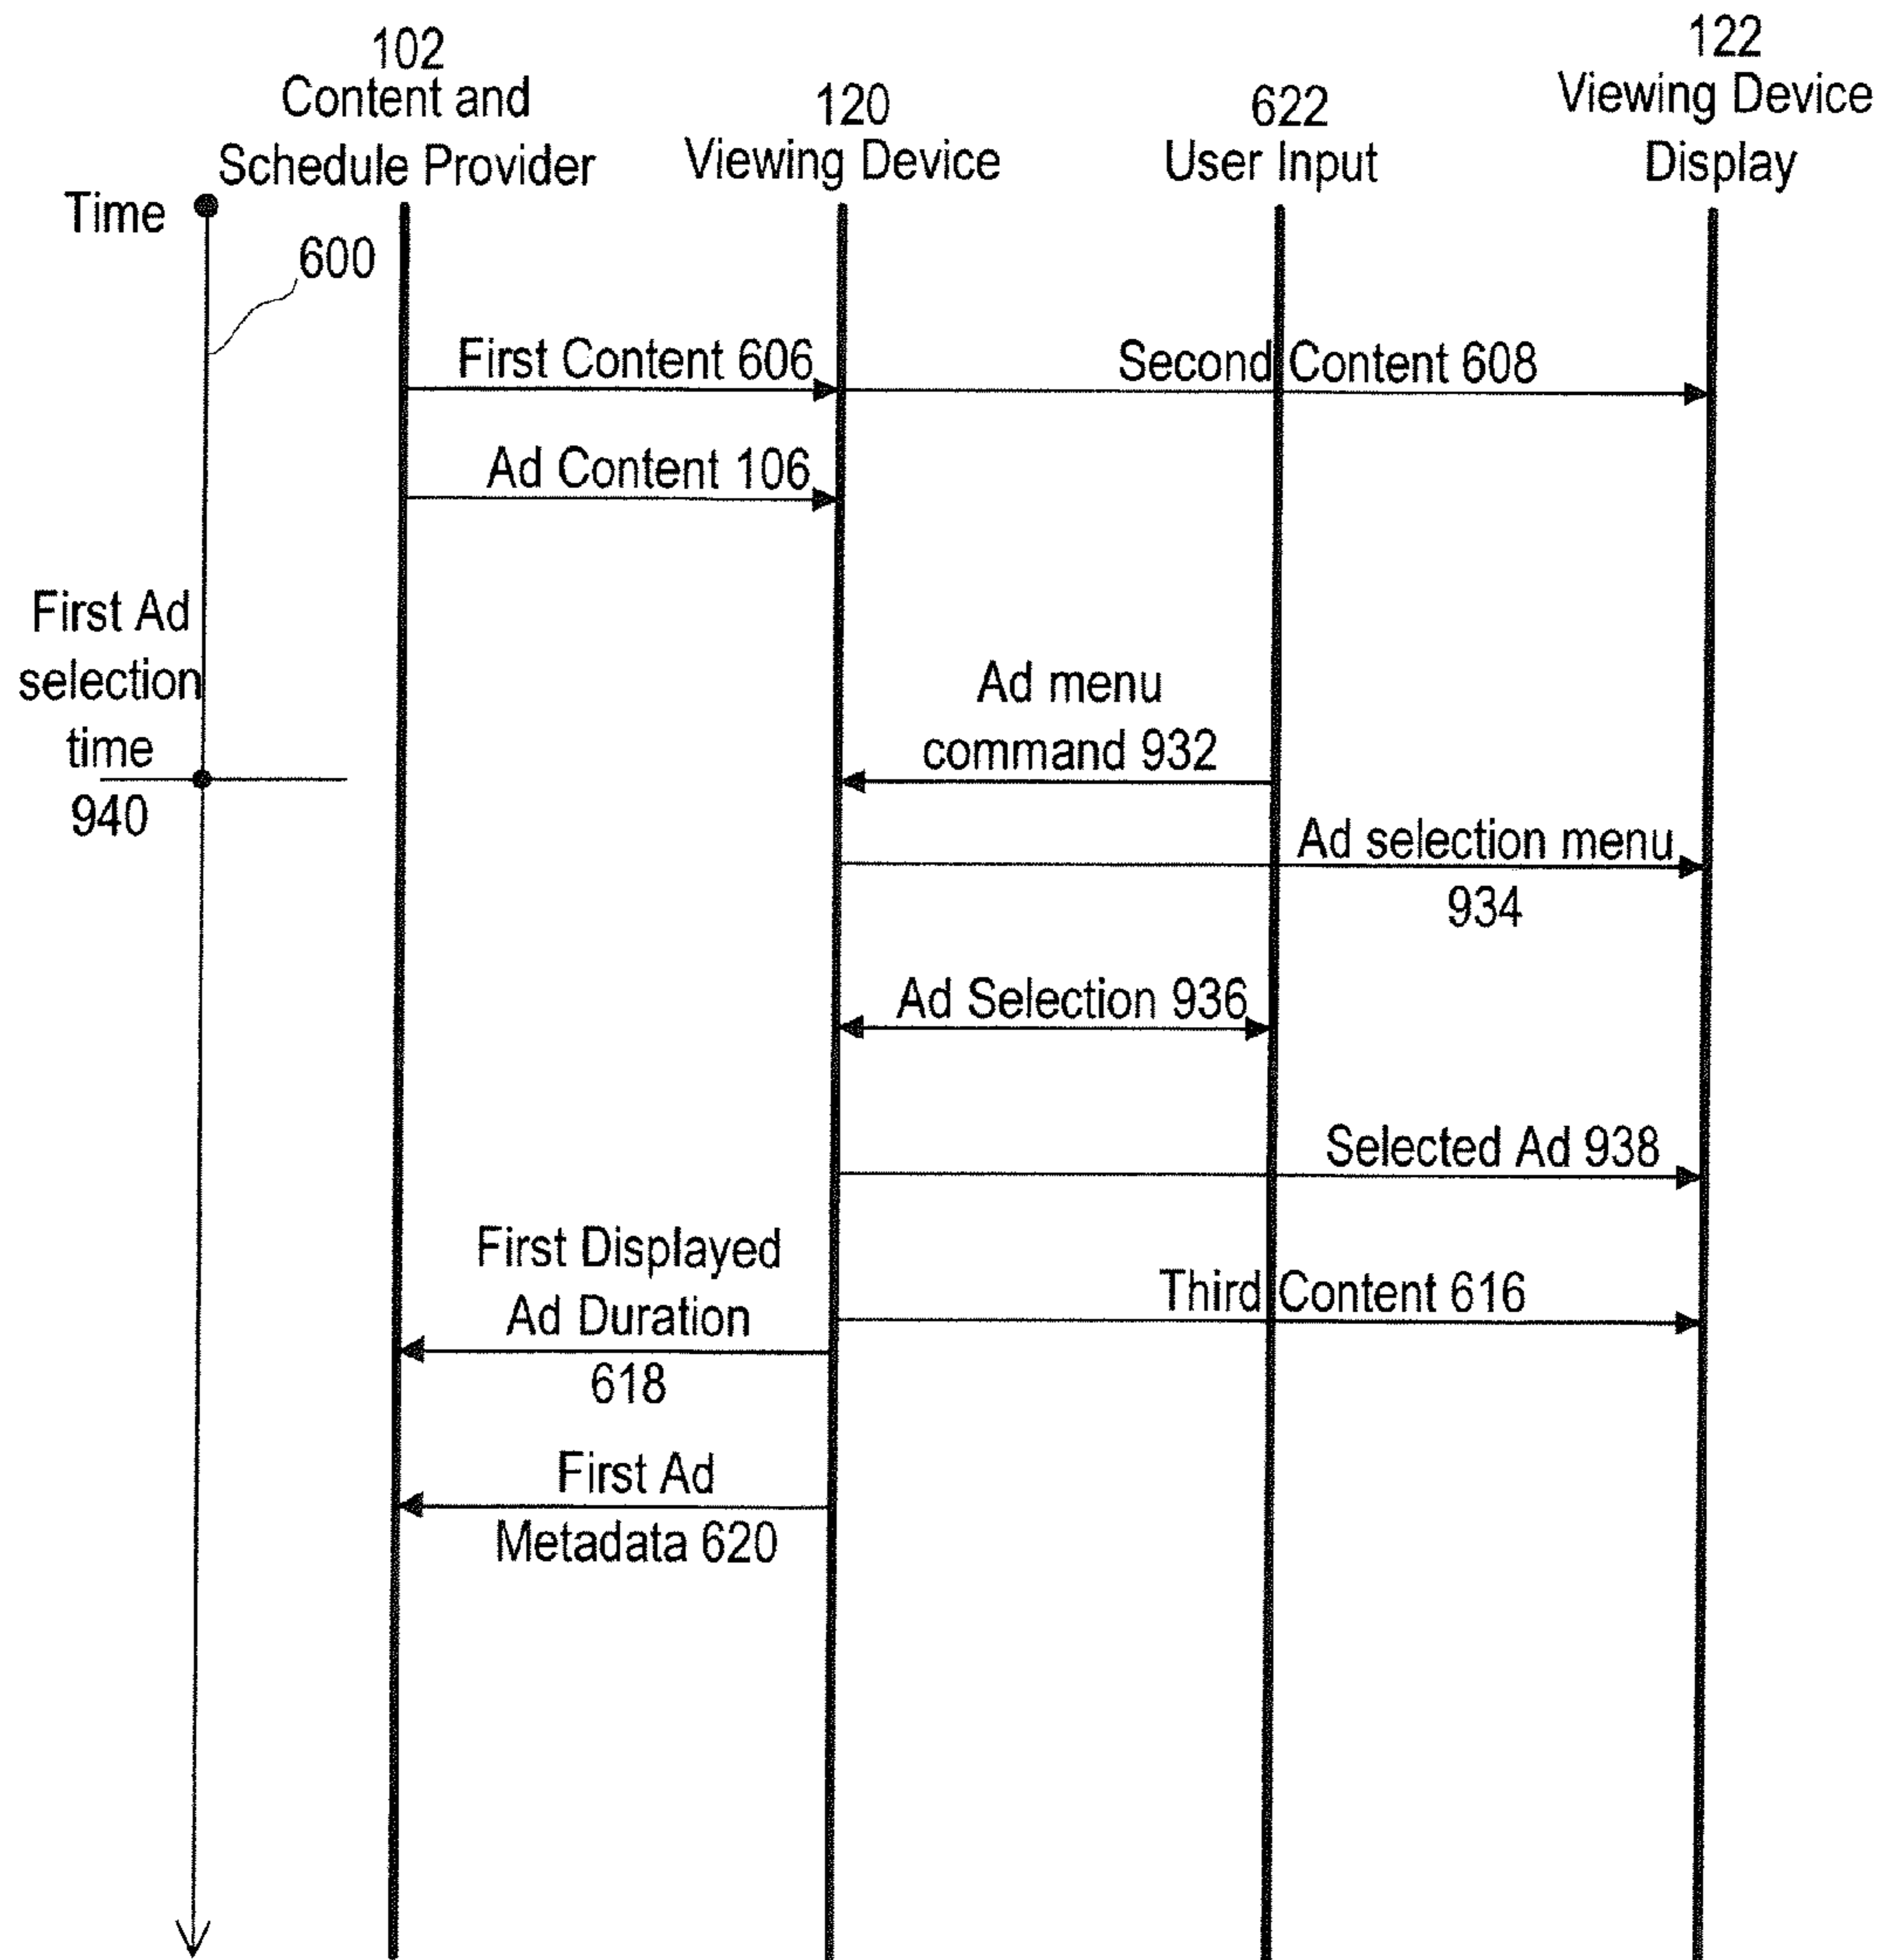 102
Content and
Schedule Provider
120
Viewing Device
622
User Input
122
Viewing Device
Display
Time
600
First Content 606
Second Content 608
Ad Content 106
First Ad
selection
time
940
Ad menu
command 932
Ad selection menu
934
Ad Selection 936
Selected Ad 938
First Displayed
Ad Duration
618
Third Content 616
First Ad
Metadata 620